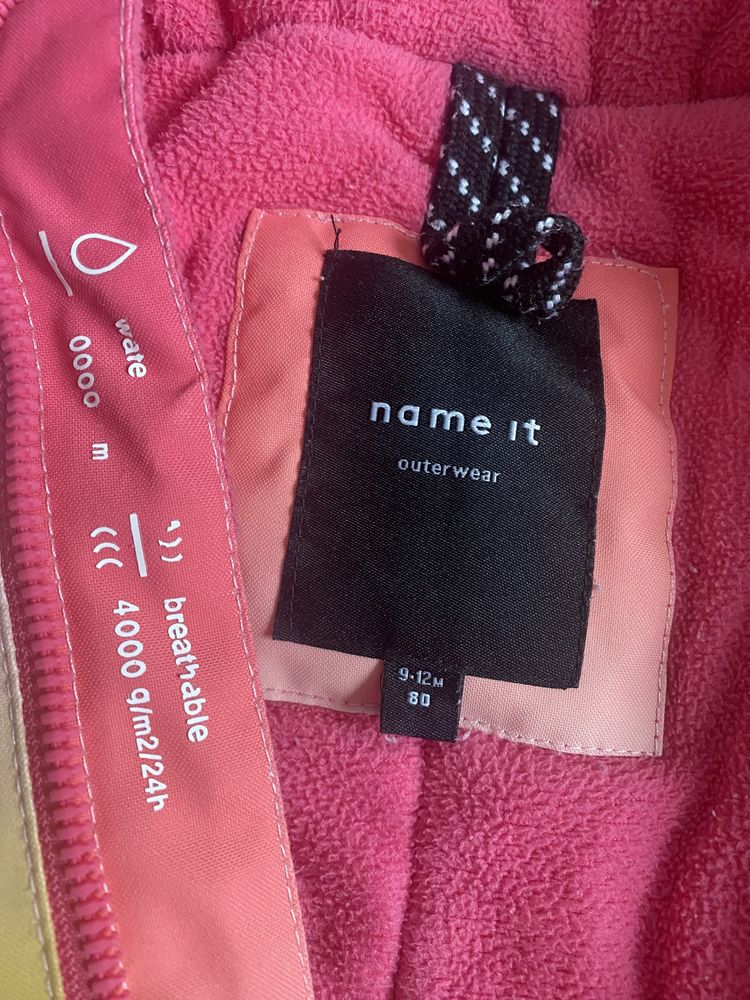 wate
0000 m
breathable
4000 g/m2/24h
name it
outerwear
9-12M
80